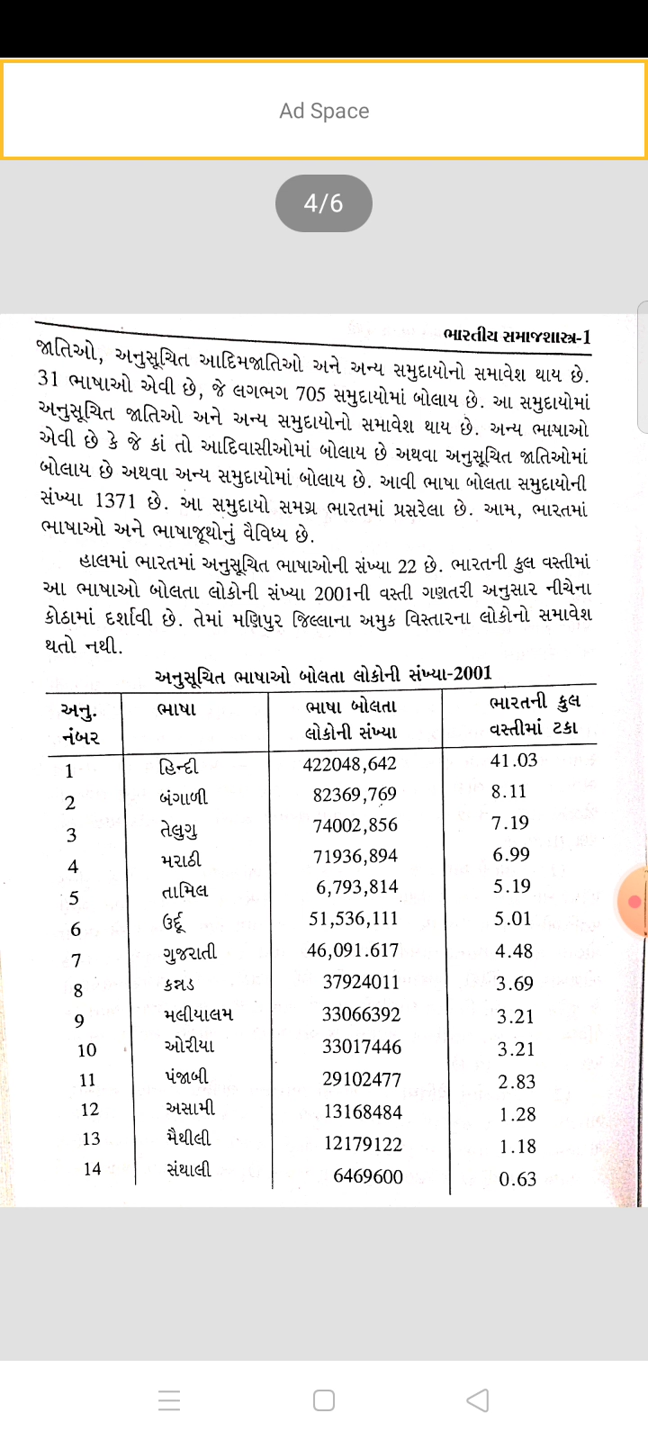 Ad Space
4/6
ભારતીય સમાજશાસ્ત્ર-1
જાતિઓ, અનુસૂચિત આદિમજાતિઓ અને અન્ય સમુદાયોનો સમાવેશ થાય છે.
31 ભાષાઓ એવી છે, જે લગભગ 705 સમુદાયોમાં બોલાય છે. આ સમુદાયોમાં
અનુસૂચિત જાતિઓ અને અન્ય સમુદાયોનો સમાવેશ થાય છે. અન્ય ભાષાઓ
એવી છે કે જે કાં તો આદિવાસીઓમાં બોલાય છે અથવા અનુસૂચિત જાતિઓમાં
બોલાય છે અથવા અન્ય સમુદાયોમાં બોલાય છે. આવી ભાષા બોલતા સમુદાયોની
સંખ્યા 1371 છે. આ સમુદાયો સમગ્ર ભારતમાં પ્રસરેલા છે. આમ, ભારતમાં
ભાષાઓ અને ભાષાજૂથોનું વૈવિધ્ય છે.
હાલમાં ભારતમાં અનુસૂચિત ભાષાઓની સંખ્યા 22 છે. ભારતની કુલ વસ્તીમાં
આ ભાષાઓ બોલતા લોકોની સંખ્યા 2001ની વસ્તી ગણતરી અનુસાર નીચેના
કોઠામાં દર્શાવી છે. તેમાં મણિપુર જિલ્લાના અમુક વિસ્તારના લોકોનો સમાવેશ
થતો નથી.
અનુસૂચિત ભાષાઓ બોલતા લોકોની સંખ્યા-2001
અનુ. ભાષા ભાષા બોલતા ભારતની કુલ
નંબર લોકોની સંખ્યા વસ્તીમાં ટકા
1 હિન્દી 422048,642 41.03
2 બંગાળી 82369,769 8.11
3 તેલુગુ 74002,856 7.19
4 મરાઠી 71936,894 6.99
5 તામિલ 6,793,814 5.19
6 ઉર્દૂ 51,536,111 5.01
7 ગુજરાતી 46,091.617 4.48
8 કન્નડ 37924011 3.69
9 મલીયાલમ 33066392 3.21
10 ઓરીયા 33017446 3.21
11 પંજાબી 29102477 2.83
12 અસામી 13168484 1.28
13 મૈથીલી 12179122 1.18
14 સંથાલી 6469600 0.63